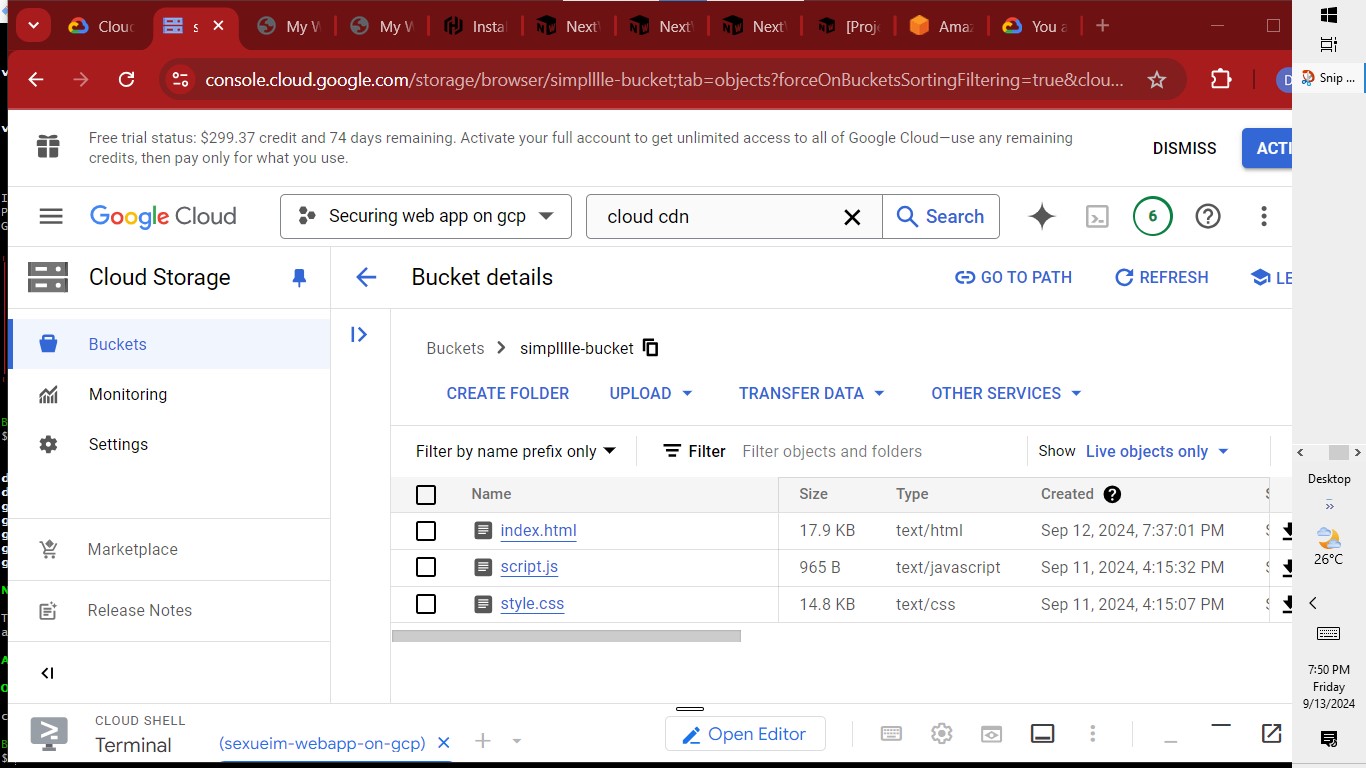 Clou
s
My W
My W
Insta
Next
Next
Next
[Proj
Ama
You a
Snip ...
console.cloud.google.com/storage/browser/simplllle-bucket;tab=objects?forceOnBucketsSortingFiltering=true&clou...
D
Free trial status: $299.37 credit and 74 days remaining. Activate your full account to get unlimited access to all of Google Cloud—use any remaining
credits, then pay only for what you use.
DISMISS
ACTI
Google Cloud
Securing web app on gcp
cloud cdn
Search
6
Cloud Storage
Bucket details
GO TO PATH
REFRESH
LE
Buckets
Monitoring
Settings
Marketplace
Release Notes
Buckets
simplllle-bucket
CREATE FOLDER
UPLOAD
TRANSFER DATA
OTHER SERVICES
Filter by name prefix only
Filter
Filter objects and folders
Show
Live objects only
Name Size Type Created
index.html 17.9 KB text/html Sep 12, 2024, 7:37:01 PM
script.js 965 B text/javascript Sep 11, 2024, 4:15:32 PM
style.css 14.8 KB text/css Sep 11, 2024, 4:15:07 PM
CLOUD SHELL
Terminal
(sexueim-webapp-on-gcp)
Open Editor
Desktop
26°C
7:50 PM
Friday
9/13/2024